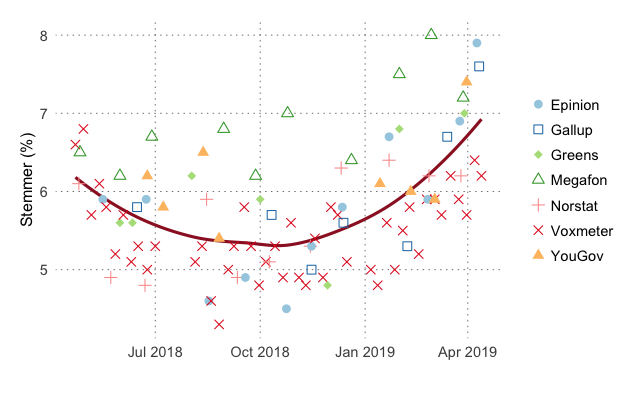 8
7
6
5
Stemmer (%)
Jul 2018
Oct 2018
Jan 2019
Apr 2019
Epinion
Gallup
Greens
Megafon
Norstat
Voxmeter
YouGov